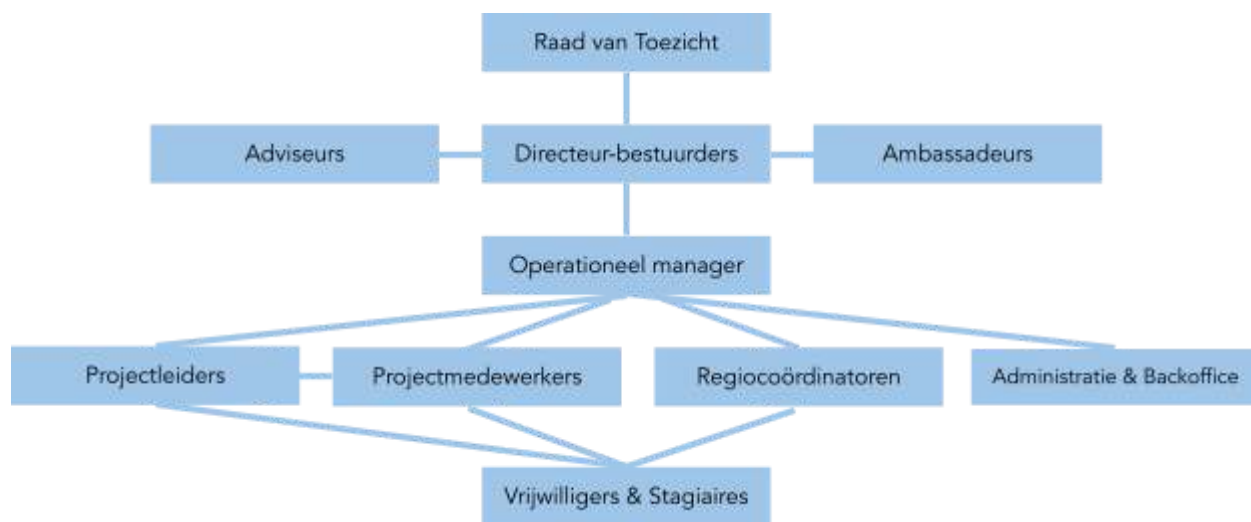 Raad van Toezicht
Adviseurs
Directeur-bestuurders
Ambassadeurs
Operationeel manager
Projectleiders
Projectmedewerkers
Regiocoördinatoren
Administratie & Backoffice
Vrijwilligers & Stagiaires